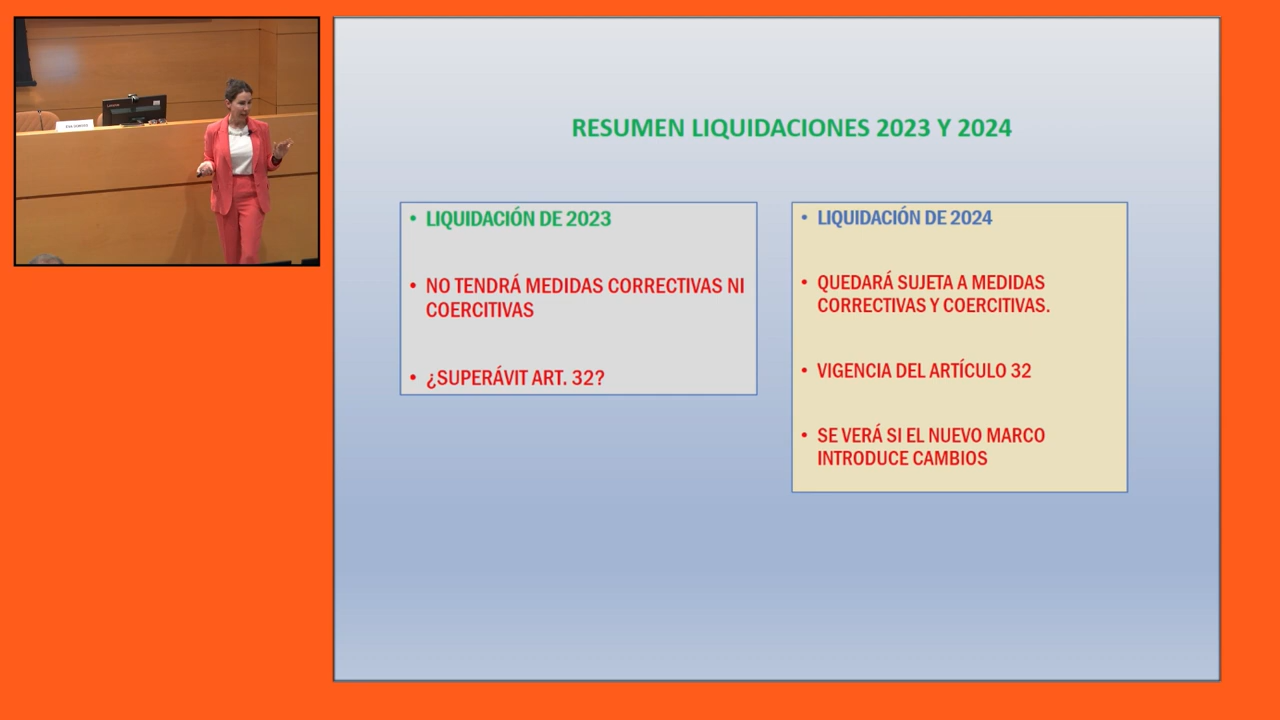 RESUMEN LIQUIDACIONES 2023 Y 2024
• LIQUIDACIÓN DE 2023
• NO TENDRÁ MEDIDAS CORRECTIVAS NI
COERCITIVAS
• ¿SUPERÁVIT ART. 32?
• LIQUIDACIÓN DE 2024
• QUEDARÁ SUJETA A MEDIDAS
CORRECTIVAS Y COERCITIVAS.
• VIGENCIA DEL ARTÍCULO 32
• SE VERÁ SI EL NUEVO MARCO
INTRODUCE CAMBIOS